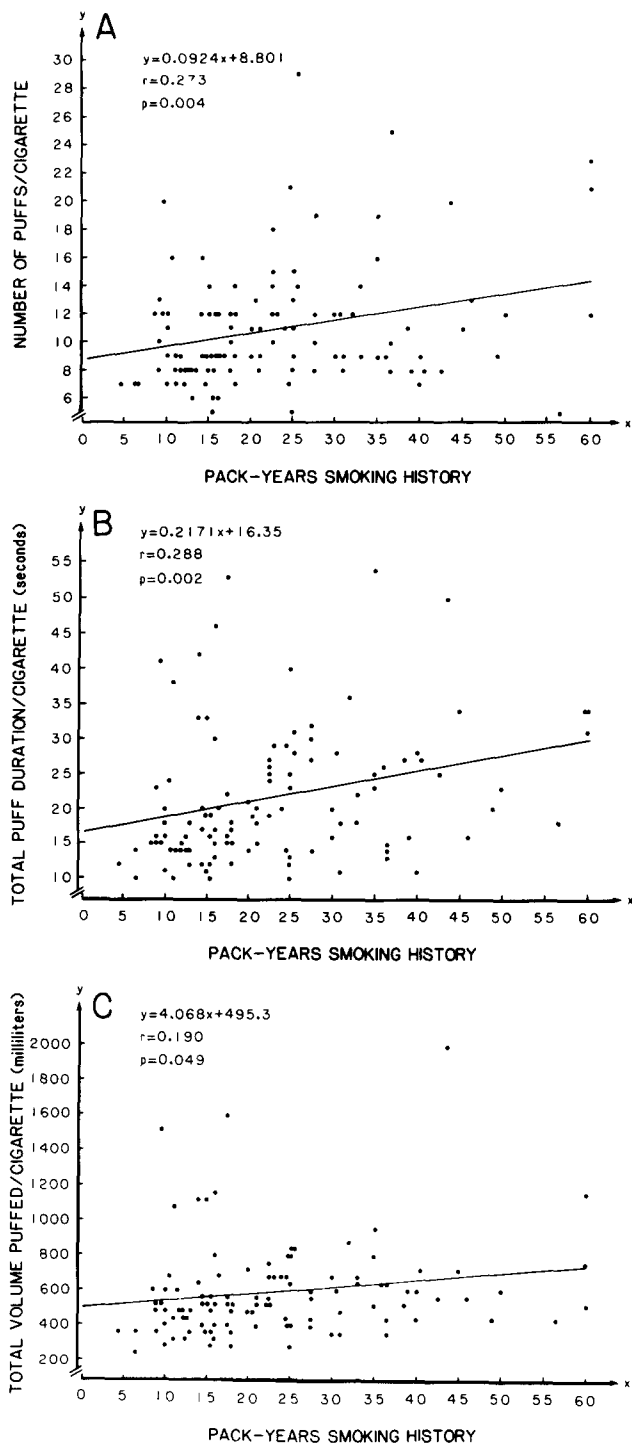 y
A
y=0.0924x+8.801
r=0.273
p=0.004
NUMBER OF PUFFS/CIGARETTE
30
28
26
24
22
20
18
16
14
12
10
8
6
0 5 10 15 20 25 30 35 40 45 50 55 60 x
PACK-YEARS SMOKING HISTORY
y
B
y=0.2171x+16.35
r=0.288
p=0.002
TOTAL PUFF DURATION/CIGARETTE (seconds)
55
50
45
40
35
30
25
20
15
10
0 5 10 15 20 25 30 35 40 45 50 55 60 x
PACK-YEARS SMOKING HISTORY
y
C
y=4.068x+495.3
r=0.190
p=0.049
TOTAL VOLUME PUFFED/CIGARETTE (milliliters)
2000
1800
1600
1400
1200
1000
800
600
400
200
0 5 10 15 20 25 30 35 40 45 50 55 60 x
PACK-YEARS SMOKING HISTORY